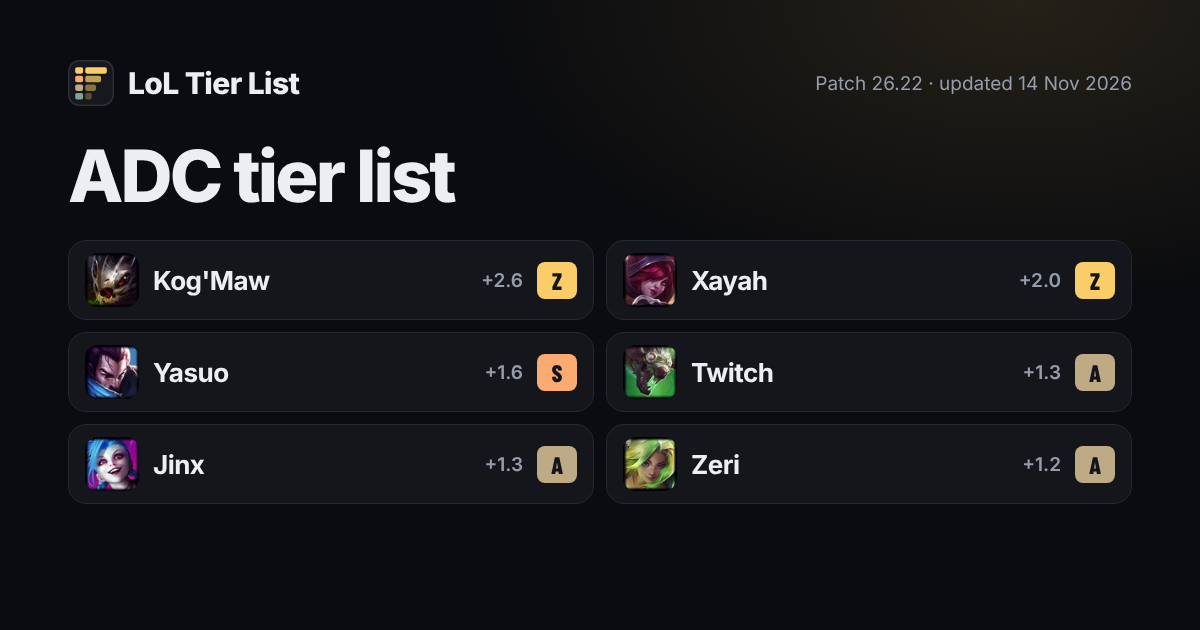 LoL Tier List
Patch 26.22 · updated 14 Nov 2026
ADC tier list
Kog'Maw +2.6 Z
Xayah +2.0 Z
Yasuo +1.6 S
Twitch +1.3 A
Jinx +1.3 A
Zeri +1.2 A